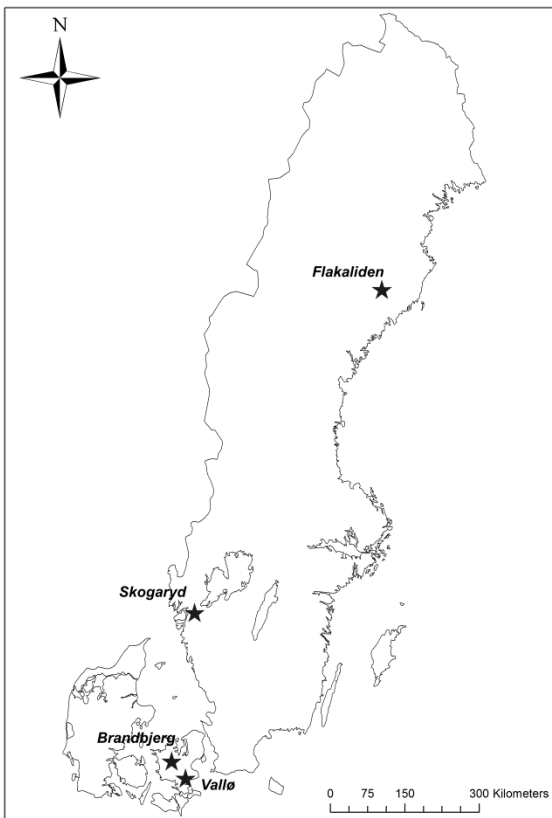 N
Flakaliden
Skogaryd
Brandbjerg
Vallø
0 75 150 300 Kilometers